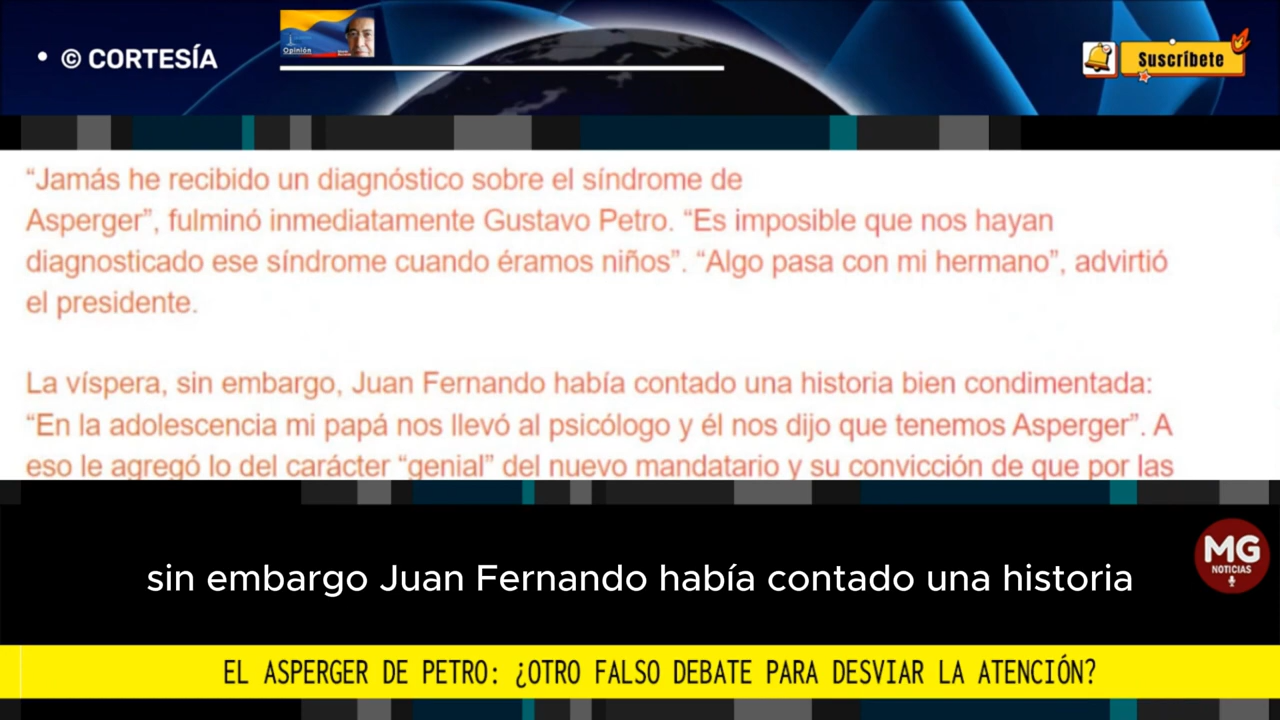 • © CORTESÍA
Opinión
Suscríbete
“Jamás he recibido un diagnóstico sobre el síndrome de
Asperger”, fulminó inmediatamente Gustavo Petro. “Es imposible que nos hayan
diagnosticado ese síndrome cuando éramos niños”. “Algo pasa con mi hermano”, advirtió
el presidente.
La víspera, sin embargo, Juan Fernando había contado una historia bien condimentada:
“En la adolescencia mi papá nos llevó al psicólogo y él nos dijo que tenemos Asperger”. A
eso le agregó lo del carácter “genial” del nuevo mandatario y su convicción de que por las
sin embargo Juan Fernando había contado una historia
MG
NOTICIAS
EL ASPERGER DE PETRO: ¿OTRO FALSO DEBATE PARA DESVIAR LA ATENCIÓN?